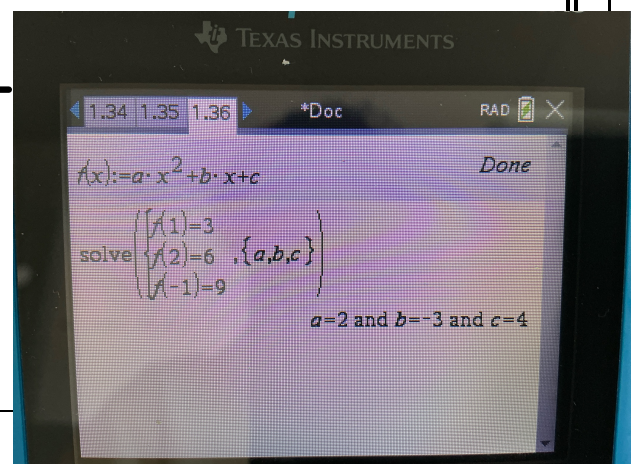 TEXAS INSTRUMENTS
1.34 1.35 1.36 *Doc RAD
f(x):=a·x²+b·x+c Done
solve({f(1)=3
f(2)=6 ,{a,b,c})
f(-1)=9
a=2 and b=-3 and c=4